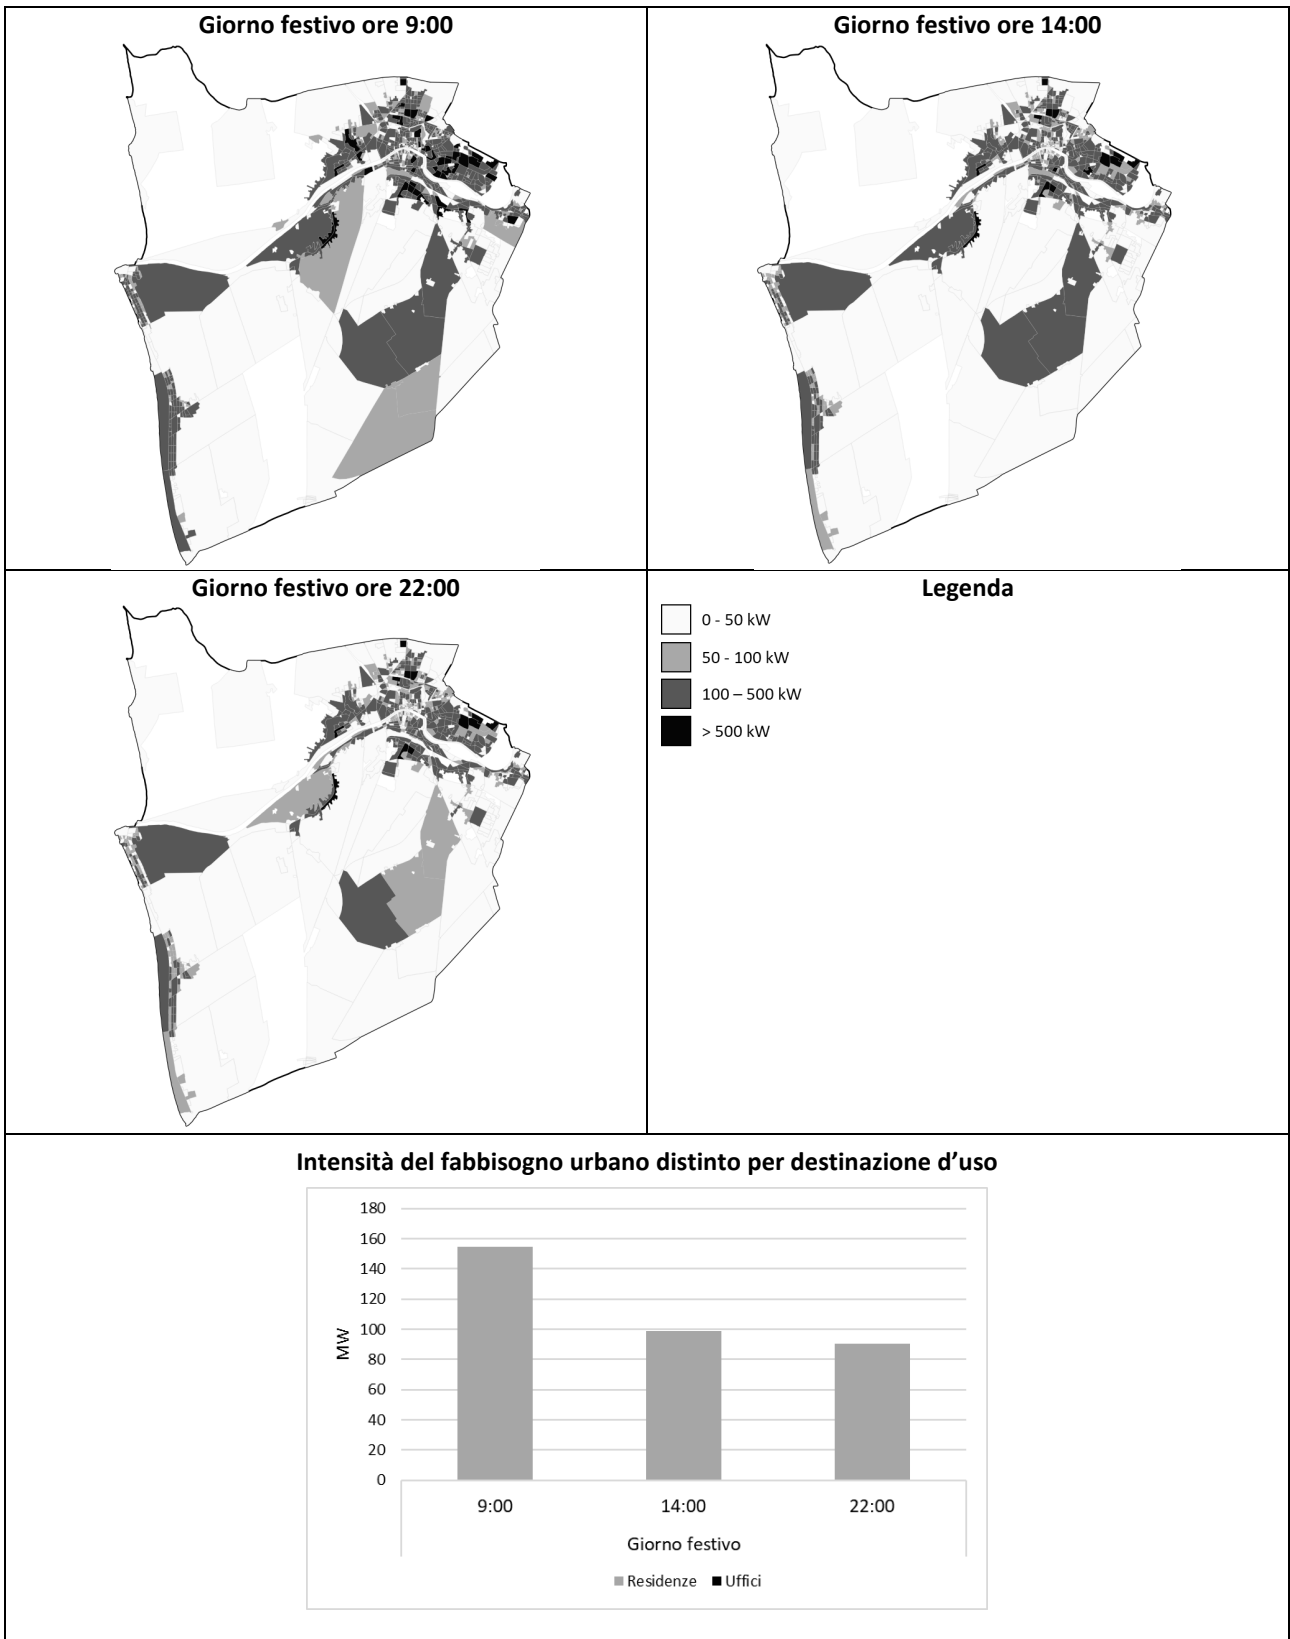 Giorno festivo ore 9:00
Giorno festivo ore 14:00
Giorno festivo ore 22:00
Legenda
0 - 50 kW
50 - 100 kW
100 – 500 kW
> 500 kW
Intensità del fabbisogno urbano distinto per destinazione d’uso
180
160
140
120
100
80
60
40
20
0
MW
9:00 14:00 22:00
Giorno festivo
Residenze Uffici